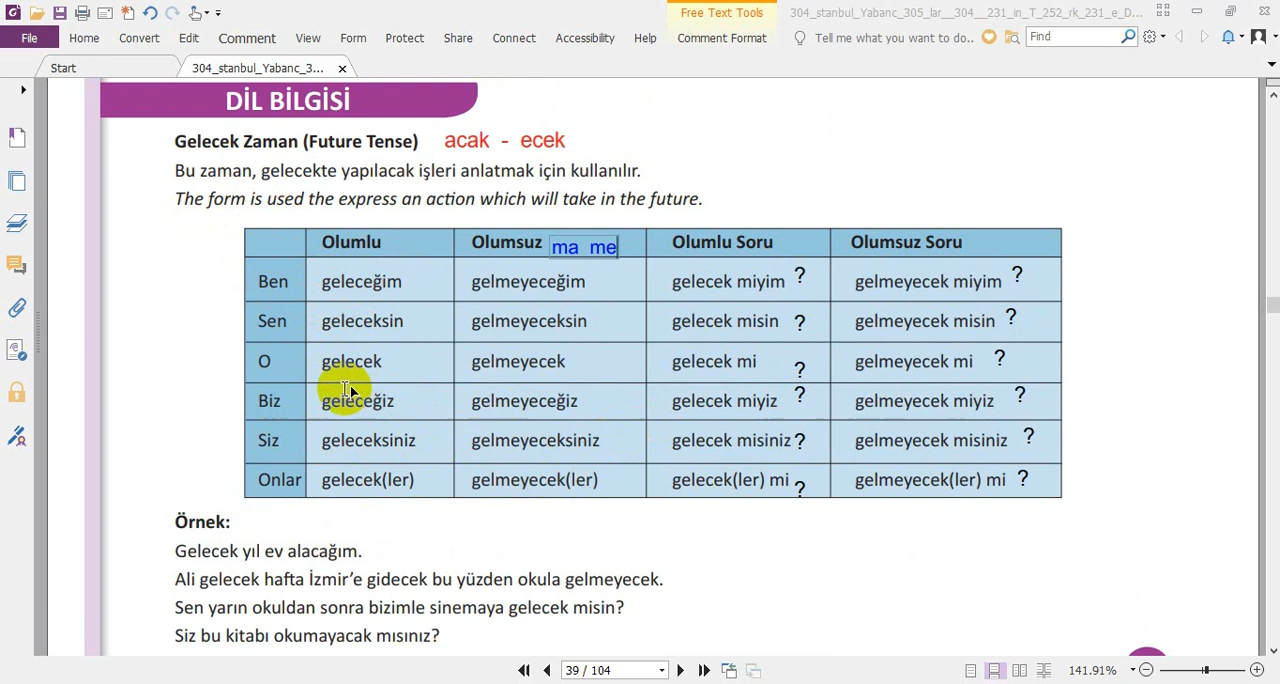 Free Text Tools
304_stanbul_Yabanc_305_lar__304__231_in_T_252_rk_231_e_D...
File Home Convert Edit Comment View Form Protect Share Connect Accessibility Help Comment Format Tell me what you want to do.. Find
Start 304_stanbul_Yabanc_3...
DİL BİLGİSİ
Gelecek Zaman (Future Tense) acak - ecek
Bu zaman, gelecekte yapılacak işleri anlatmak için kullanılır.
The form is used the express an action which will take in the future.
Olumlu Olumsuz ma me Olumlu Soru Olumsuz Soru
Ben geleceğim gelmeyeceğim gelecek miyim ? gelmeyecek miyim ?
Sen geleceksin gelmeyeceksin gelecek misin ? gelmeyecek misin ?
O gelecek gelmeyecek gelecek mi ? gelmeyecek mi ?
Biz geleceğiz gelmeyeceğiz gelecek miyiz ? gelmeyecek miyiz ?
Siz geleceksiniz gelmeyeceksiniz gelecek misiniz ? gelmeyecek misiniz ?
Onlar gelecek(ler) gelmeyecek(ler) gelecek(ler) mi ? gelmeyecek(ler) mi ?
Örnek:
Gelecek yıl ev alacağım.
Ali gelecek hafta İzmir’e gidecek bu yüzden okula gelmeyecek.
Sen yarın okuldan sonra bizimle sinemaya gelecek misin?
Siz bu kitabı okumayacak mısınız?
39 / 104 141.91%